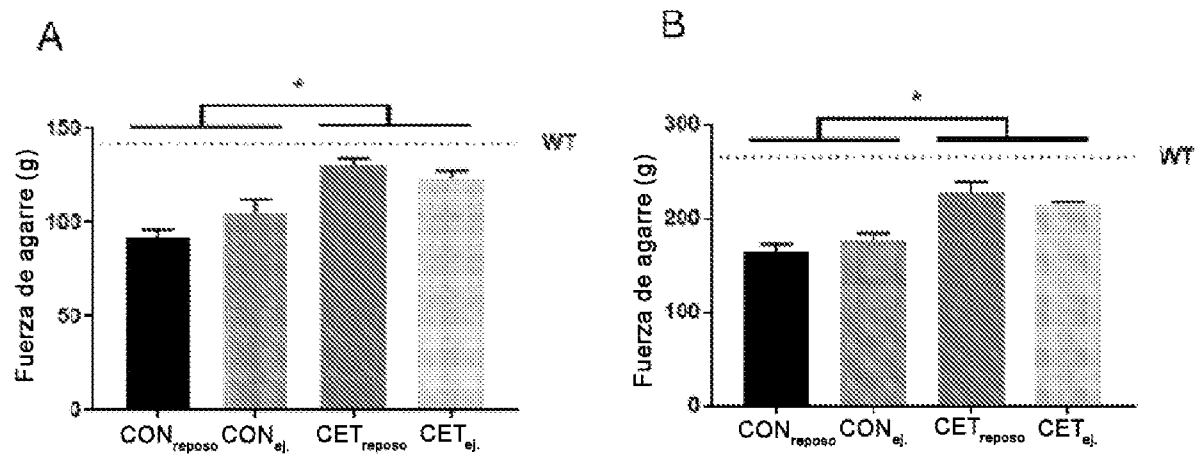 A
*
150
WT
100
50
0
Fuerza de agarre (g)
CONreposo CONej. CETreposo CETej.
B
*
300
WT
200
100
0
Fuerza de agarre (g)
CONreposo CONej. CETreposo CETej.